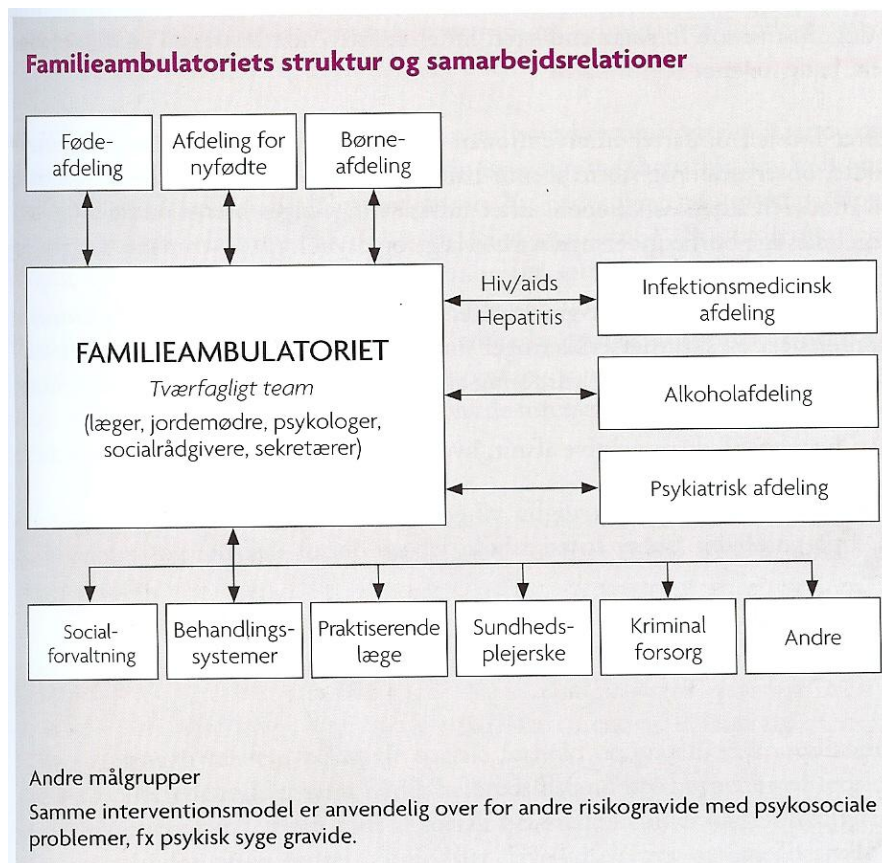 Familieambulatoriets struktur og samarbejdsrelationer
Føde-
afdeling
Afdeling for
nyfødte
Børne-
afdeling
FAMILIEAMBULATORIET
Tværfagligt team
(læger, jordemødre, psykologer,
socialrådgivere, sekretærer)
Hiv/aids
Hepatitis
Infektionsmedicinsk
afdeling
Alkoholafdeling
Psykiatrisk afdeling
Social-
forvaltning
Behandlings-
systemer
Praktiserende
læge
Sundheds-
plejerske
Kriminal
forsorg
Andre
Andre målgrupper
Samme interventionsmodel er anvendelig over for andre risikogravide med psykosociale
problemer, fx psykisk syge gravide.